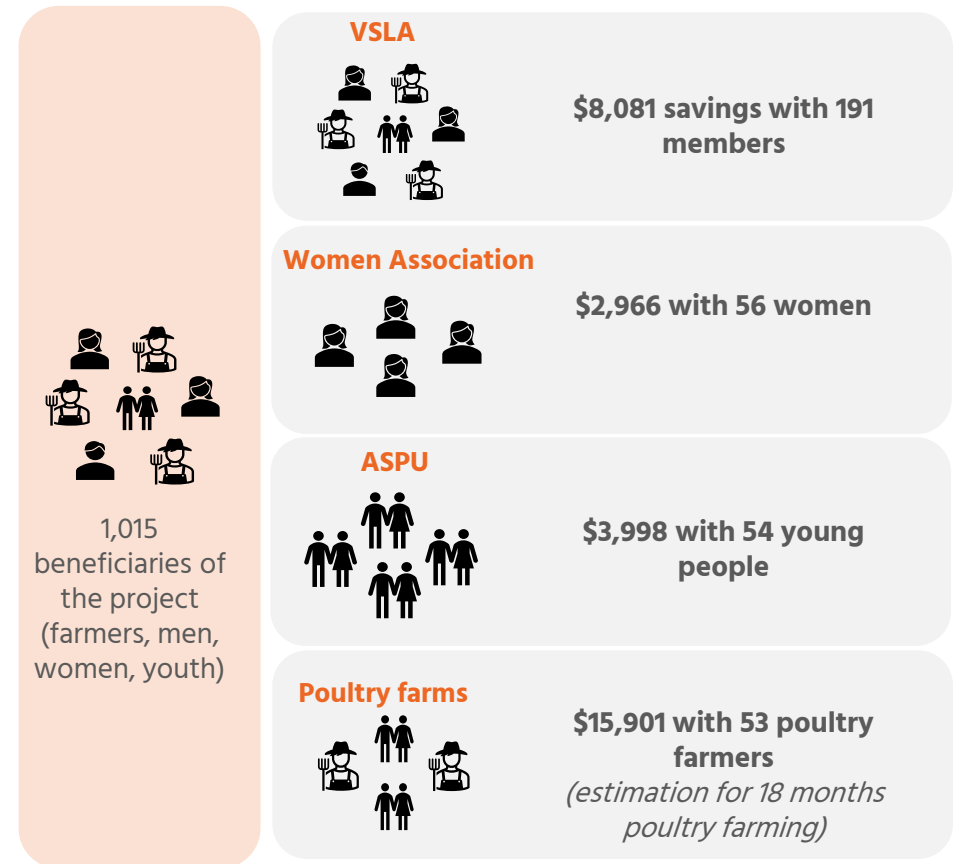 1,015
beneficiaries of
the project
(farmers, men,
women, youth)
VSLA
$8,081 savings with 191
members
Women Association
$2,966 with 56 women
ASPU
$3,998 with 54 young
people
Poultry farms
$15,901 with 53 poultry
farmers
(estimation for 18 months
poultry farming)